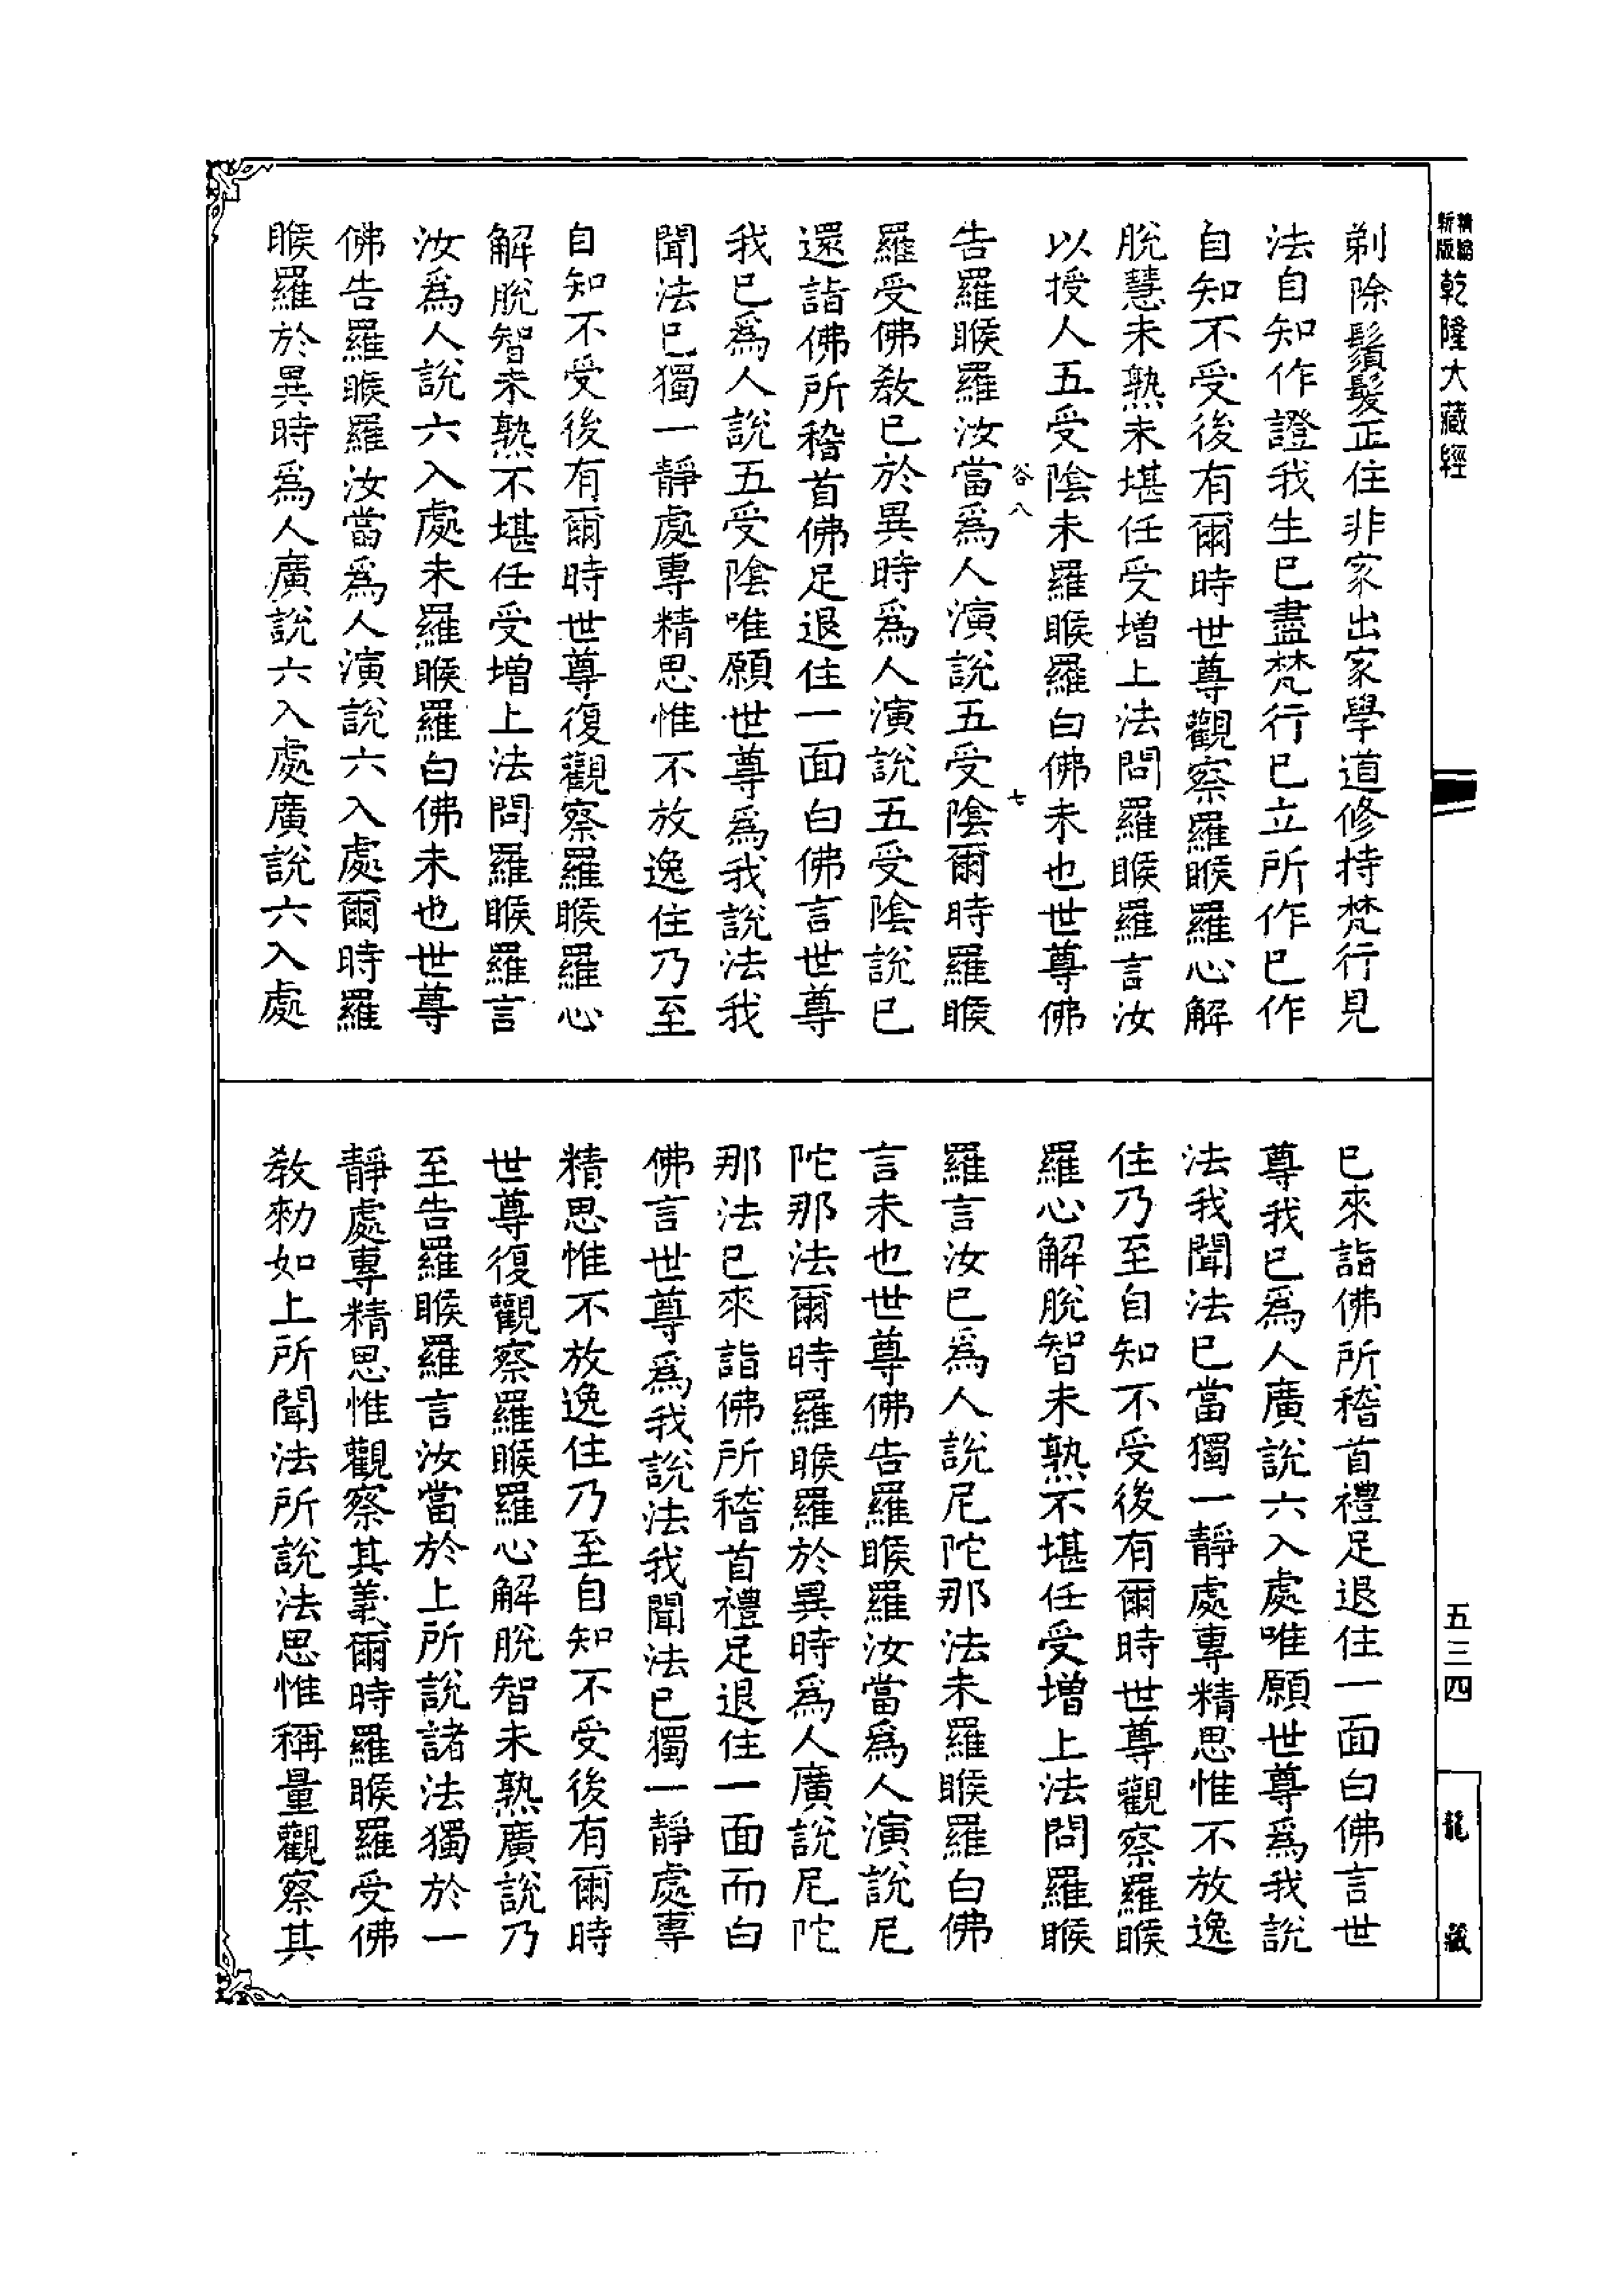 精縮新版
乾隆大藏經
五三四
龍藏
剃除鬚髮正住非家出家學道修持梵行見
法自知作證我生已盡梵行已立所作已作
自知不受後有爾時世尊觀察羅睺羅心解
脫慧未熟未堪任受增上法問羅睺羅言汝
以授人五受陰未羅睺羅白佛未也世尊佛
谷八
七
告羅睺羅汝當爲人演說五受陰爾時羅睺
羅受佛教已於異時爲人演說五受陰說已
還詣佛所稽首佛足退住一面白佛言世尊
我已爲人說五受陰唯願世尊爲我說法我
聞法已獨一靜處專精思惟不放逸住乃至
自知不受後有爾時世尊復觀察羅睺羅心
解脫智未熟不堪任受增上法問羅睺羅言
汝爲人說六入處未羅睺羅白佛未也世尊
佛告羅睺羅汝當爲人演說六入處爾時羅
睺羅於異時爲人廣說六入處廣說六入處
已來詣佛所稽首禮足退住一面白佛言世
尊我已爲人廣說六入處唯願世尊爲我說
法我聞法已當獨一靜處專精思惟不放逸
住乃至自知不受後有爾時世尊觀察羅睺
羅心解脫智未熟不堪任受增上法問羅睺
羅言汝已爲人說尼陀那法未羅睺羅白佛
言未也世尊佛告羅睺羅汝當爲人演說尼
陀那法爾時羅睺羅於異時爲人廣說尼陀
那法已來詣佛所稽首禮足退住一面而白
佛言世尊爲我說法我聞法已獨一靜處專
精思惟不放逸住乃至自知不受後有爾時
世尊復觀察羅睺羅心解脫智未熟廣說乃
至告羅睺羅言汝當於上所說諸法獨於一
靜處專精思惟觀察其義爾時羅睺羅受佛
教勑如上所聞法所說法思惟稱量觀察其